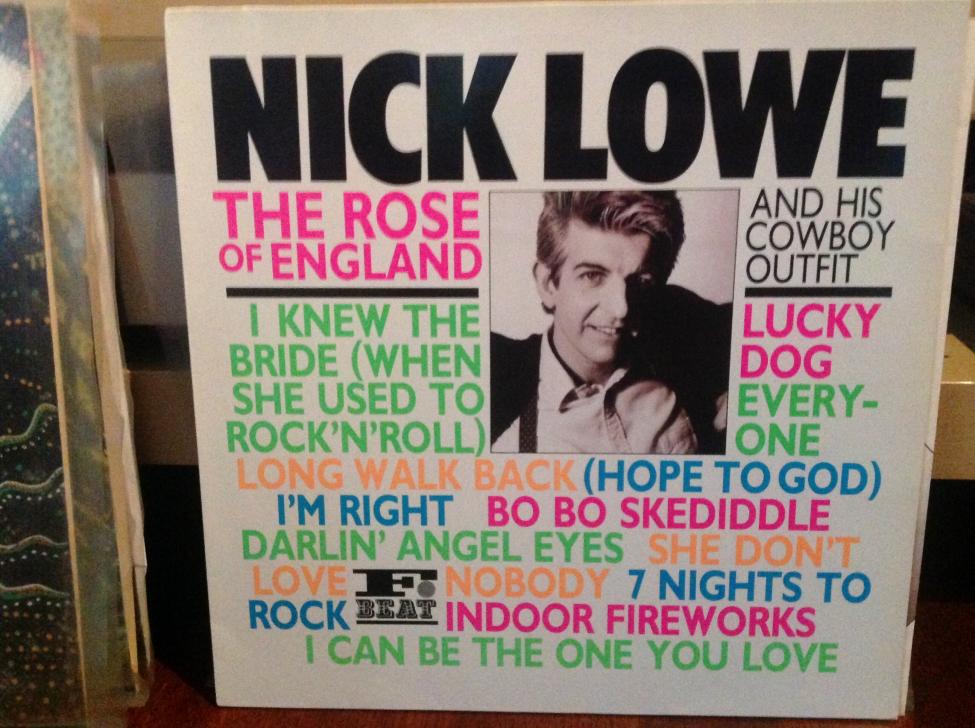 NICK LOWE
THE ROSE
OF ENGLAND
AND HIS
COWBOY
OUTFIT
I KNEW THE
BRIDE (WHEN
SHE USED TO
ROCK'N'ROLL)
LUCKY
DOG
EVERY-
ONE
LONG WALK BACK (HOPE TO GOD)
I'M RIGHT BO BO SKEDIDDLE
DARLIN' ANGEL EYES SHE DON'T
LOVE F. NOBODY 7 NIGHTS TO
ROCK BEAT INDOOR FIREWORKS
I CAN BE THE ONE YOU LOVE